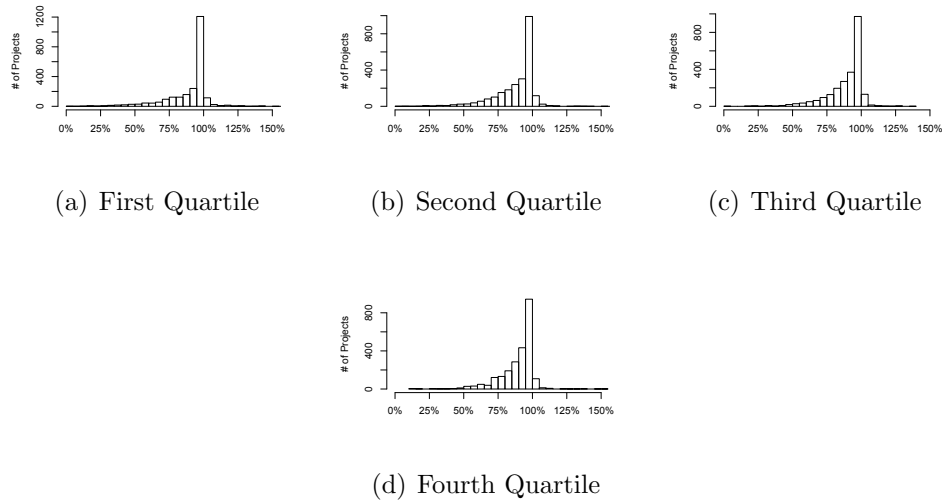 # of Projects
0 400 800 1200
0% 25% 50% 75% 100% 125% 150%
(a) First Quartile
# of Projects
0 400 800
0% 25% 50% 75% 100% 125% 150%
(b) Second Quartile
# of Projects
0 400 800
0% 25% 50% 75% 100% 125% 150%
(c) Third Quartile
# of Projects
0 400 800
0% 25% 50% 75% 100% 125% 150%
(d) Fourth Quartile